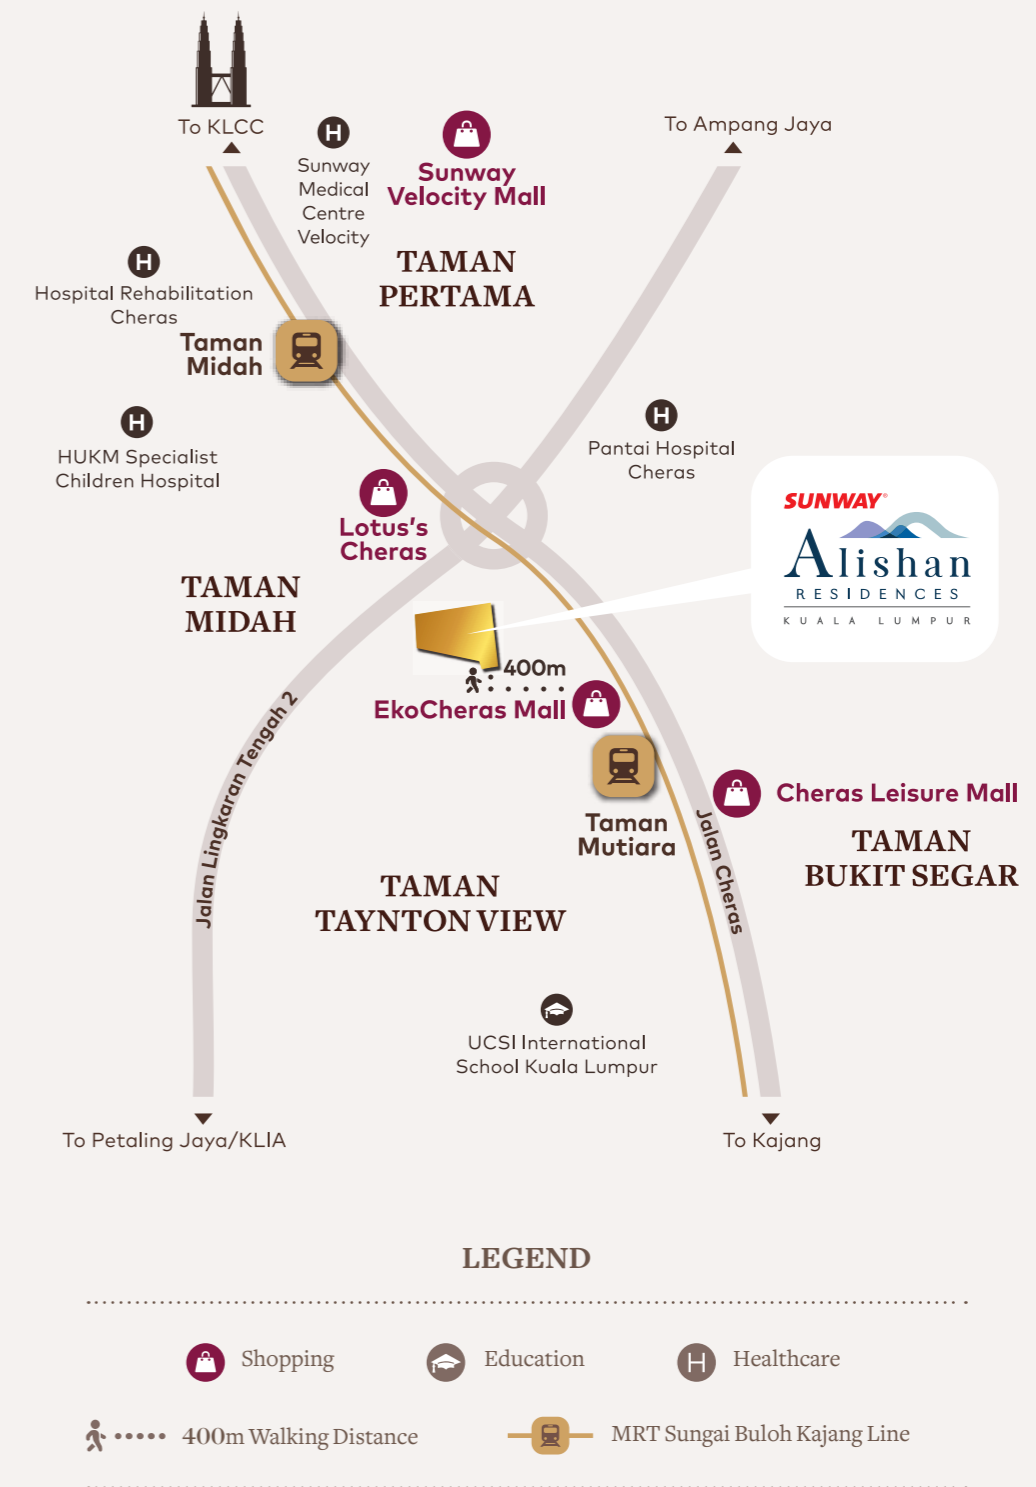 To KLCC
H
Sunway
Medical
Centre
Velocity
Sunway
Velocity Mall
To Ampang Jaya
TAMAN
PERTAMA
H
Hospital Rehabilitation
Cheras
Taman
Midah
H
HUKM Specialist
Children Hospital
H
Pantai Hospital
Cheras
Lotus's
Cheras
SUNWAY®
Alishan
RESIDENCES
KUALA LUMPUR
TAMAN
MIDAH
400m
EkoCheras Mall
Jalan Lingkaran Tengah 2
Taman
Mutiara
Cheras Leisure Mall
Jalan Cheras
TAMAN
BUKIT SEGAR
TAMAN
TAYNTON VIEW
UCSI International
School Kuala Lumpur
To Petaling Jaya/KLIA
To Kajang
LEGEND
Shopping
Education
H Healthcare
400m Walking Distance
MRT Sungai Buloh Kajang Line